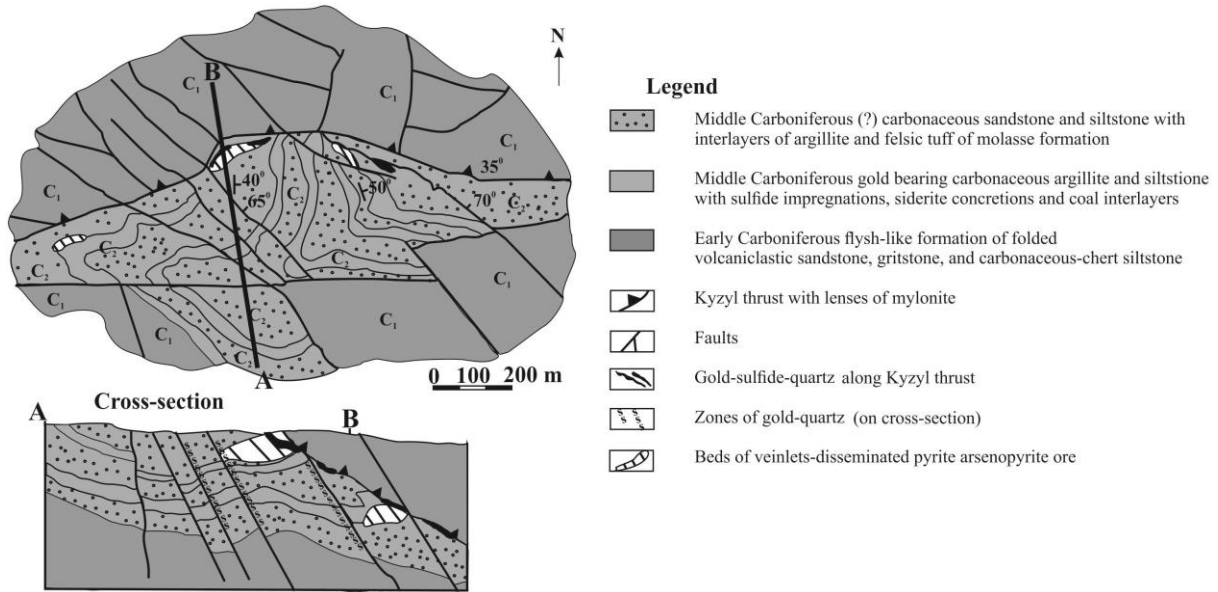 N
B
C₁
C₁
C₁
C₁
C₁
C₁
35⁰
40⁰
50⁰
65⁰
C₂
70⁰
C₂
C₂
C₂
C₂
C₁
C₁
C₂
C₁
C₂
A
0 100 200 m
Cross-section
A
B
Legend
Middle Carboniferous (?) carbonaceous sandstone and siltstone with
interlayers of argillite and felsic tuff of molasse formation
Middle Carboniferous gold bearing carbonaceous argillite and siltstione
with sulfide impregnations, siderite concretions and coal interlayers
Early Carboniferous flysh-like formation of folded
volcaniclastic sandstone, gritstone, and carbonaceous-chert siltstone
Kyzyl thrust with lenses of mylonite
Faults
Gold-sulfide-quartz along Kyzyl thrust
Zones of gold-quartz (on cross-section)
Beds of veinlets-disseminated pyrite arsenopyrite ore